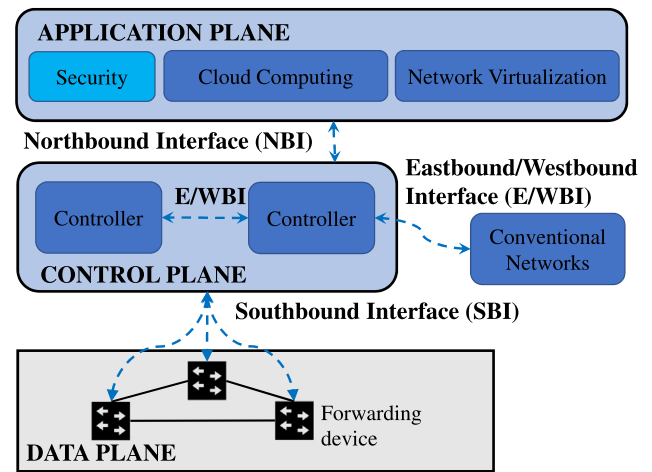 APPLICATION PLANE
Security
Cloud Computing
Network Virtualization
Northbound Interface (NBI)
Eastbound/Westbound
Interface (E/WBI)
E/WBI
Controller
Controller
Conventional
Networks
CONTROL PLANE
Southbound Interface (SBI)
Forwarding
device
DATA PLANE